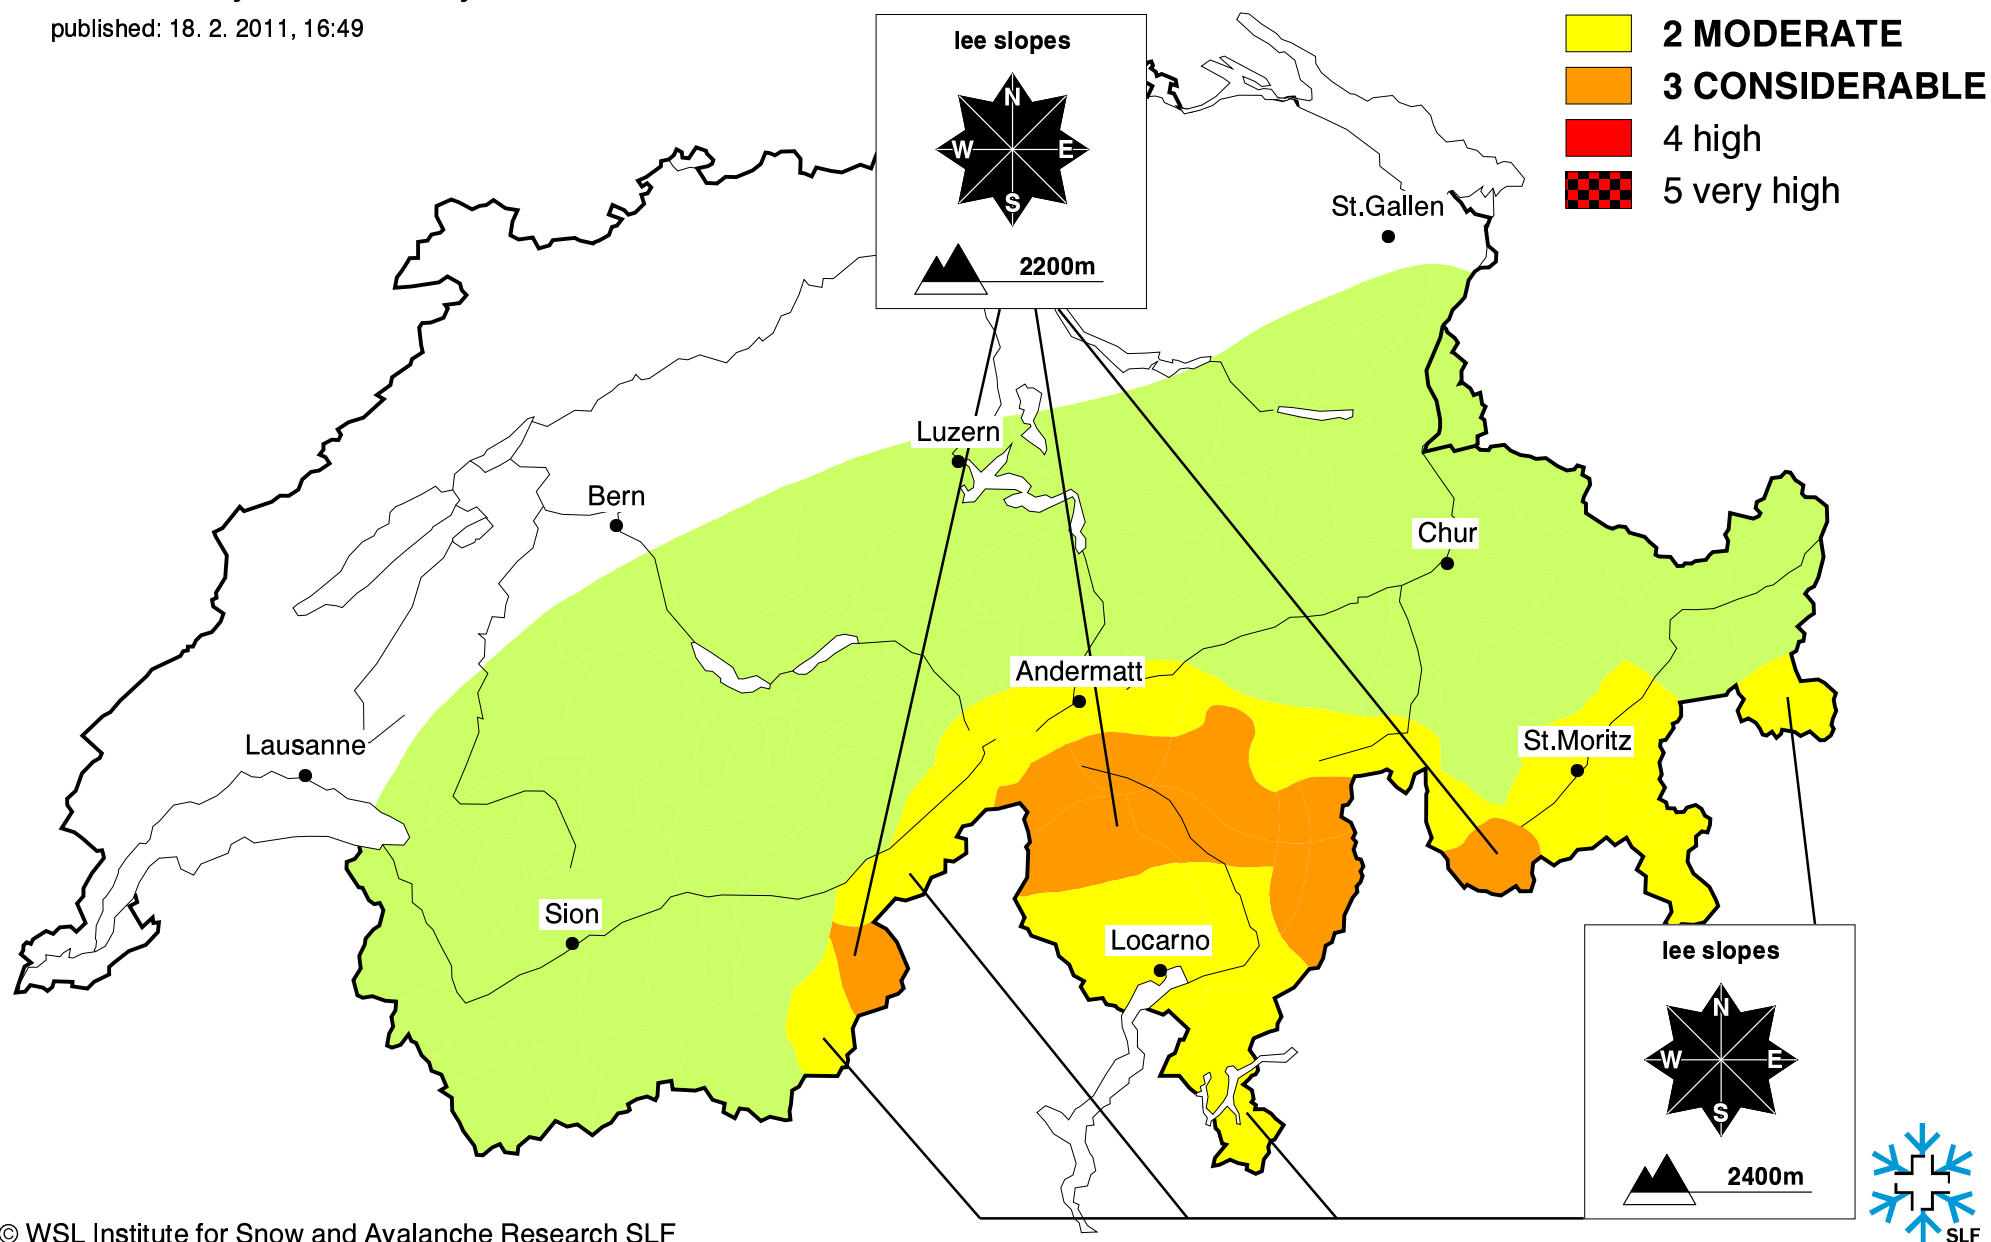 published: 18. 2. 2011, 16:49
lee slopes
N
W E
S
2200m
2 MODERATE
3 CONSIDERABLE
4 high
5 very high
St.Gallen
Luzern
Bern
Chur
Andermatt
Lausanne
St.Moritz
Sion
Locarno
lee slopes
N
W E
S
2400m
SLF
© WSL Institute for Snow and Avalanche Research SLF